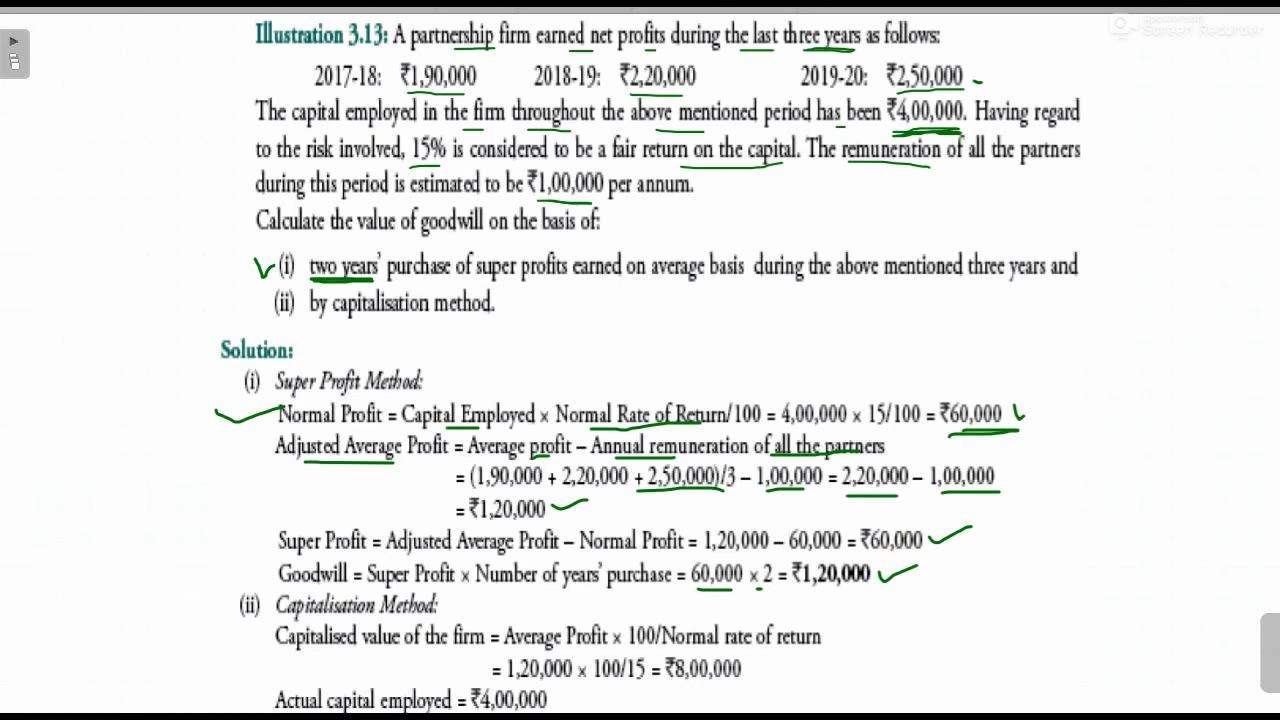 Illustration 3.13: A partnership firm earned net profits during the last three years as follows:
2017-18: ₹1,90,000 2018-19: ₹2,20,000 2019-20: ₹2,50,000
The capital employed in the firm throughout the above mentioned period has been ₹4,00,000. Having regard
to the risk involved, 15% is considered to be a fair return on the capital. The remuneration of all the partners
during this period is estimated to be ₹1,00,000 per annum.
Calculate the value of goodwill on the basis of:
(i) two years' purchase of super profits earned on average basis during the above mentioned three years and
(ii) by capitalisation method.
Solution:
(i) Super Profit Method:
Normal Profit = Capital Employed × Normal Rate of Return/100 = 4,00,000 × 15/100 = ₹60,000
Adjusted Average Profit = Average profit – Annual remuneration of all the partners
= (1,90,000 + 2,20,000 + 2,50,000)/3 – 1,00,000 = 2,20,000 – 1,00,000
= ₹1,20,000
Super Profit = Adjusted Average Profit – Normal Profit = 1,20,000 – 60,000 = ₹60,000
Goodwill = Super Profit × Number of years' purchase = 60,000 × 2 = ₹1,20,000
(ii) Capitalisation Method:
Capitalised value of the firm = Average Profit × 100/Normal rate of return
= 1,20,000 × 100/15 = ₹8,00,000
Actual capital employed = ₹4,00,000
Screen Recorder